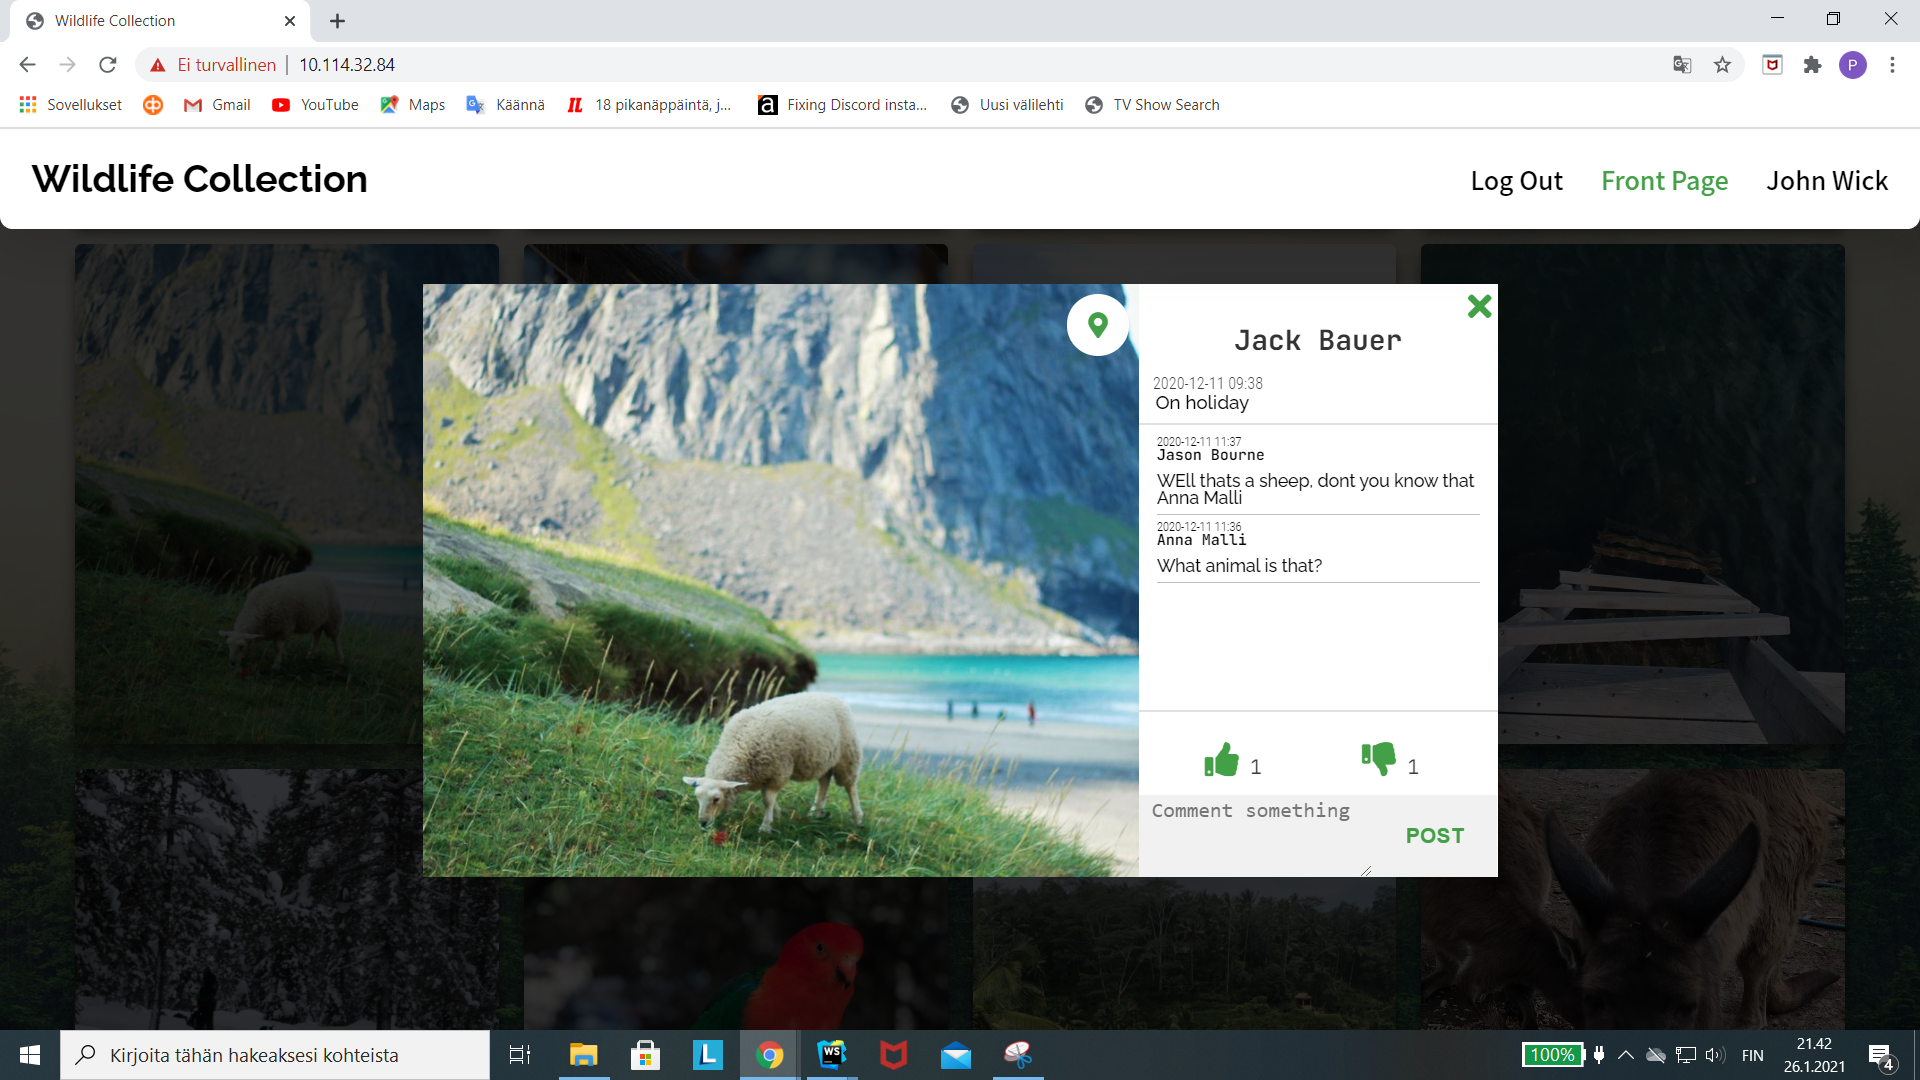 Wildlife Collection
Ei turvallinen
10.114.32.84
P
Sovellukset
Gmail
YouTube
Maps
Käännä
18 pikanäppäintä, j...
Fixing Discord insta...
Uusi välilehti
TV Show Search
Wildlife Collection
Log Out
Front Page
John Wick
Jack Bauer
2020-12-11 09:38
On holiday
2020-12-11 11:37
Jason Bourne
WEll thats a sheep, dont you know that
Anna Malli
2020-12-11 11:36
Anna Malli
What animal is that?
1
1
Comment something
POST
Kirjoita tähän hakeaksesi kohteista
L
WS
100%
FIN
21.42
26.1.2021
4